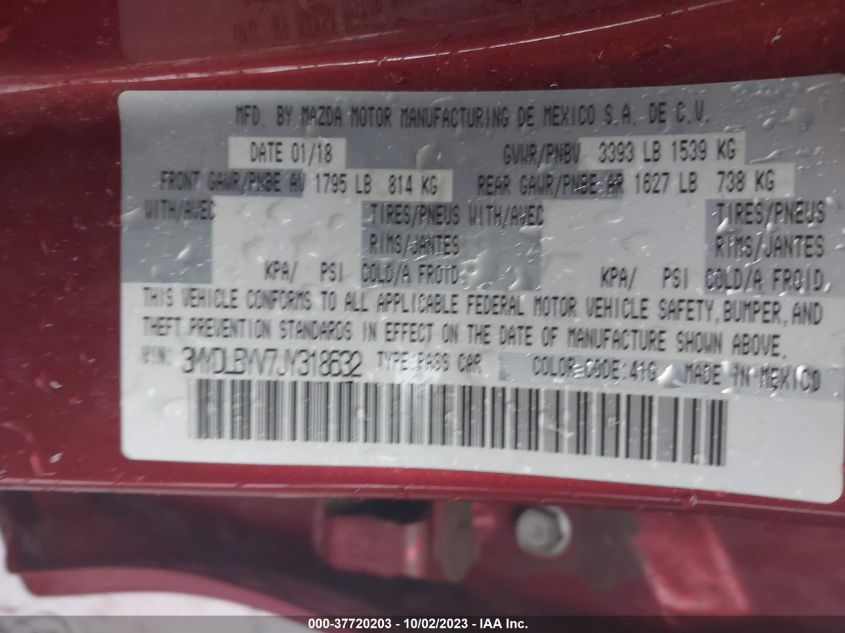 MFD. BY MAZDA MOTOR MANUFACTURING DE MEXICO S.A. DE C.V.
DATE 01/18 GVWR/PNBV 3393 LB 1539 KG
FRONT GAWR/PNBE AV 1795 LB 814 KG REAR GAWR/PNBE AR 1627 LB 738 KG
WITH/AVEC TIRES/PNEUS WITH/AVEC TIRES/PNEUS
RIMS/JANTES RIMS/JANTES
KPA/ PSI COLD/A FROID KPA/ PSI COLD/A FROID
THIS VEHICLE CONFORMS TO ALL APPLICABLE FEDERAL MOTOR VEHICLE SAFETY, BUMPER, AND
THEFT PREVENTION STANDARDS IN EFFECT ON THE DATE OF MANUFACTURE SHOWN ABOVE.
VIN: 3MYDLBYV7JY318632 TYPE:PASS CAR COLOR CODE:41G MADE IN MEXICO
000-37720203 - 10/02/2023 - IAA Inc.